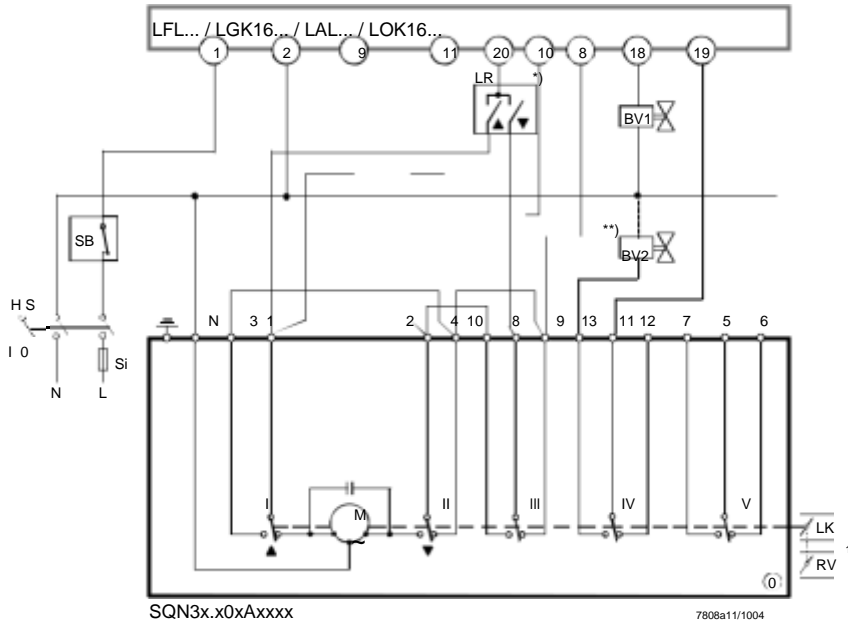 LFL... / LGK16... / LAL... / LOK16...
1 2 9 11 20 10 8 18 19
LR *)
BV1
SB
**)
BV2
H S
I 0
N 3 1 2 4 10 8 9 13 11 12 7 5 6
Si
N L
I M II III IV V
~
LK
RV
0
SQN3x.x0xAxxxx
7808a11/1004